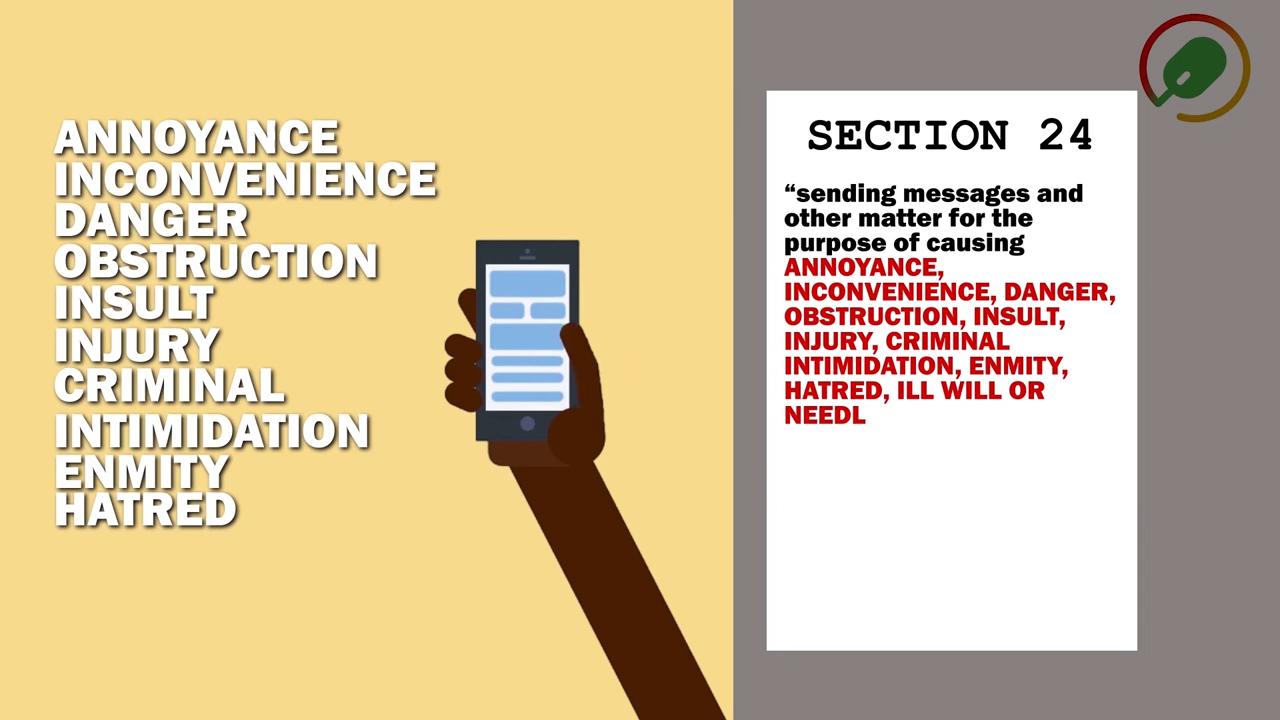 ANNOYANCE
INCONVENIENCE
DANGER
OBSTRUCTION
INSULT
INJURY
CRIMINAL
INTIMIDATION
ENMITY
HATRED
SECTION 24
“sending messages and
other matter for the
purpose of causing
ANNOYANCE,
INCONVENIENCE, DANGER,
OBSTRUCTION, INSULT,
INJURY, CRIMINAL
INTIMIDATION, ENMITY,
HATRED, ILL WILL OR
NEEDL